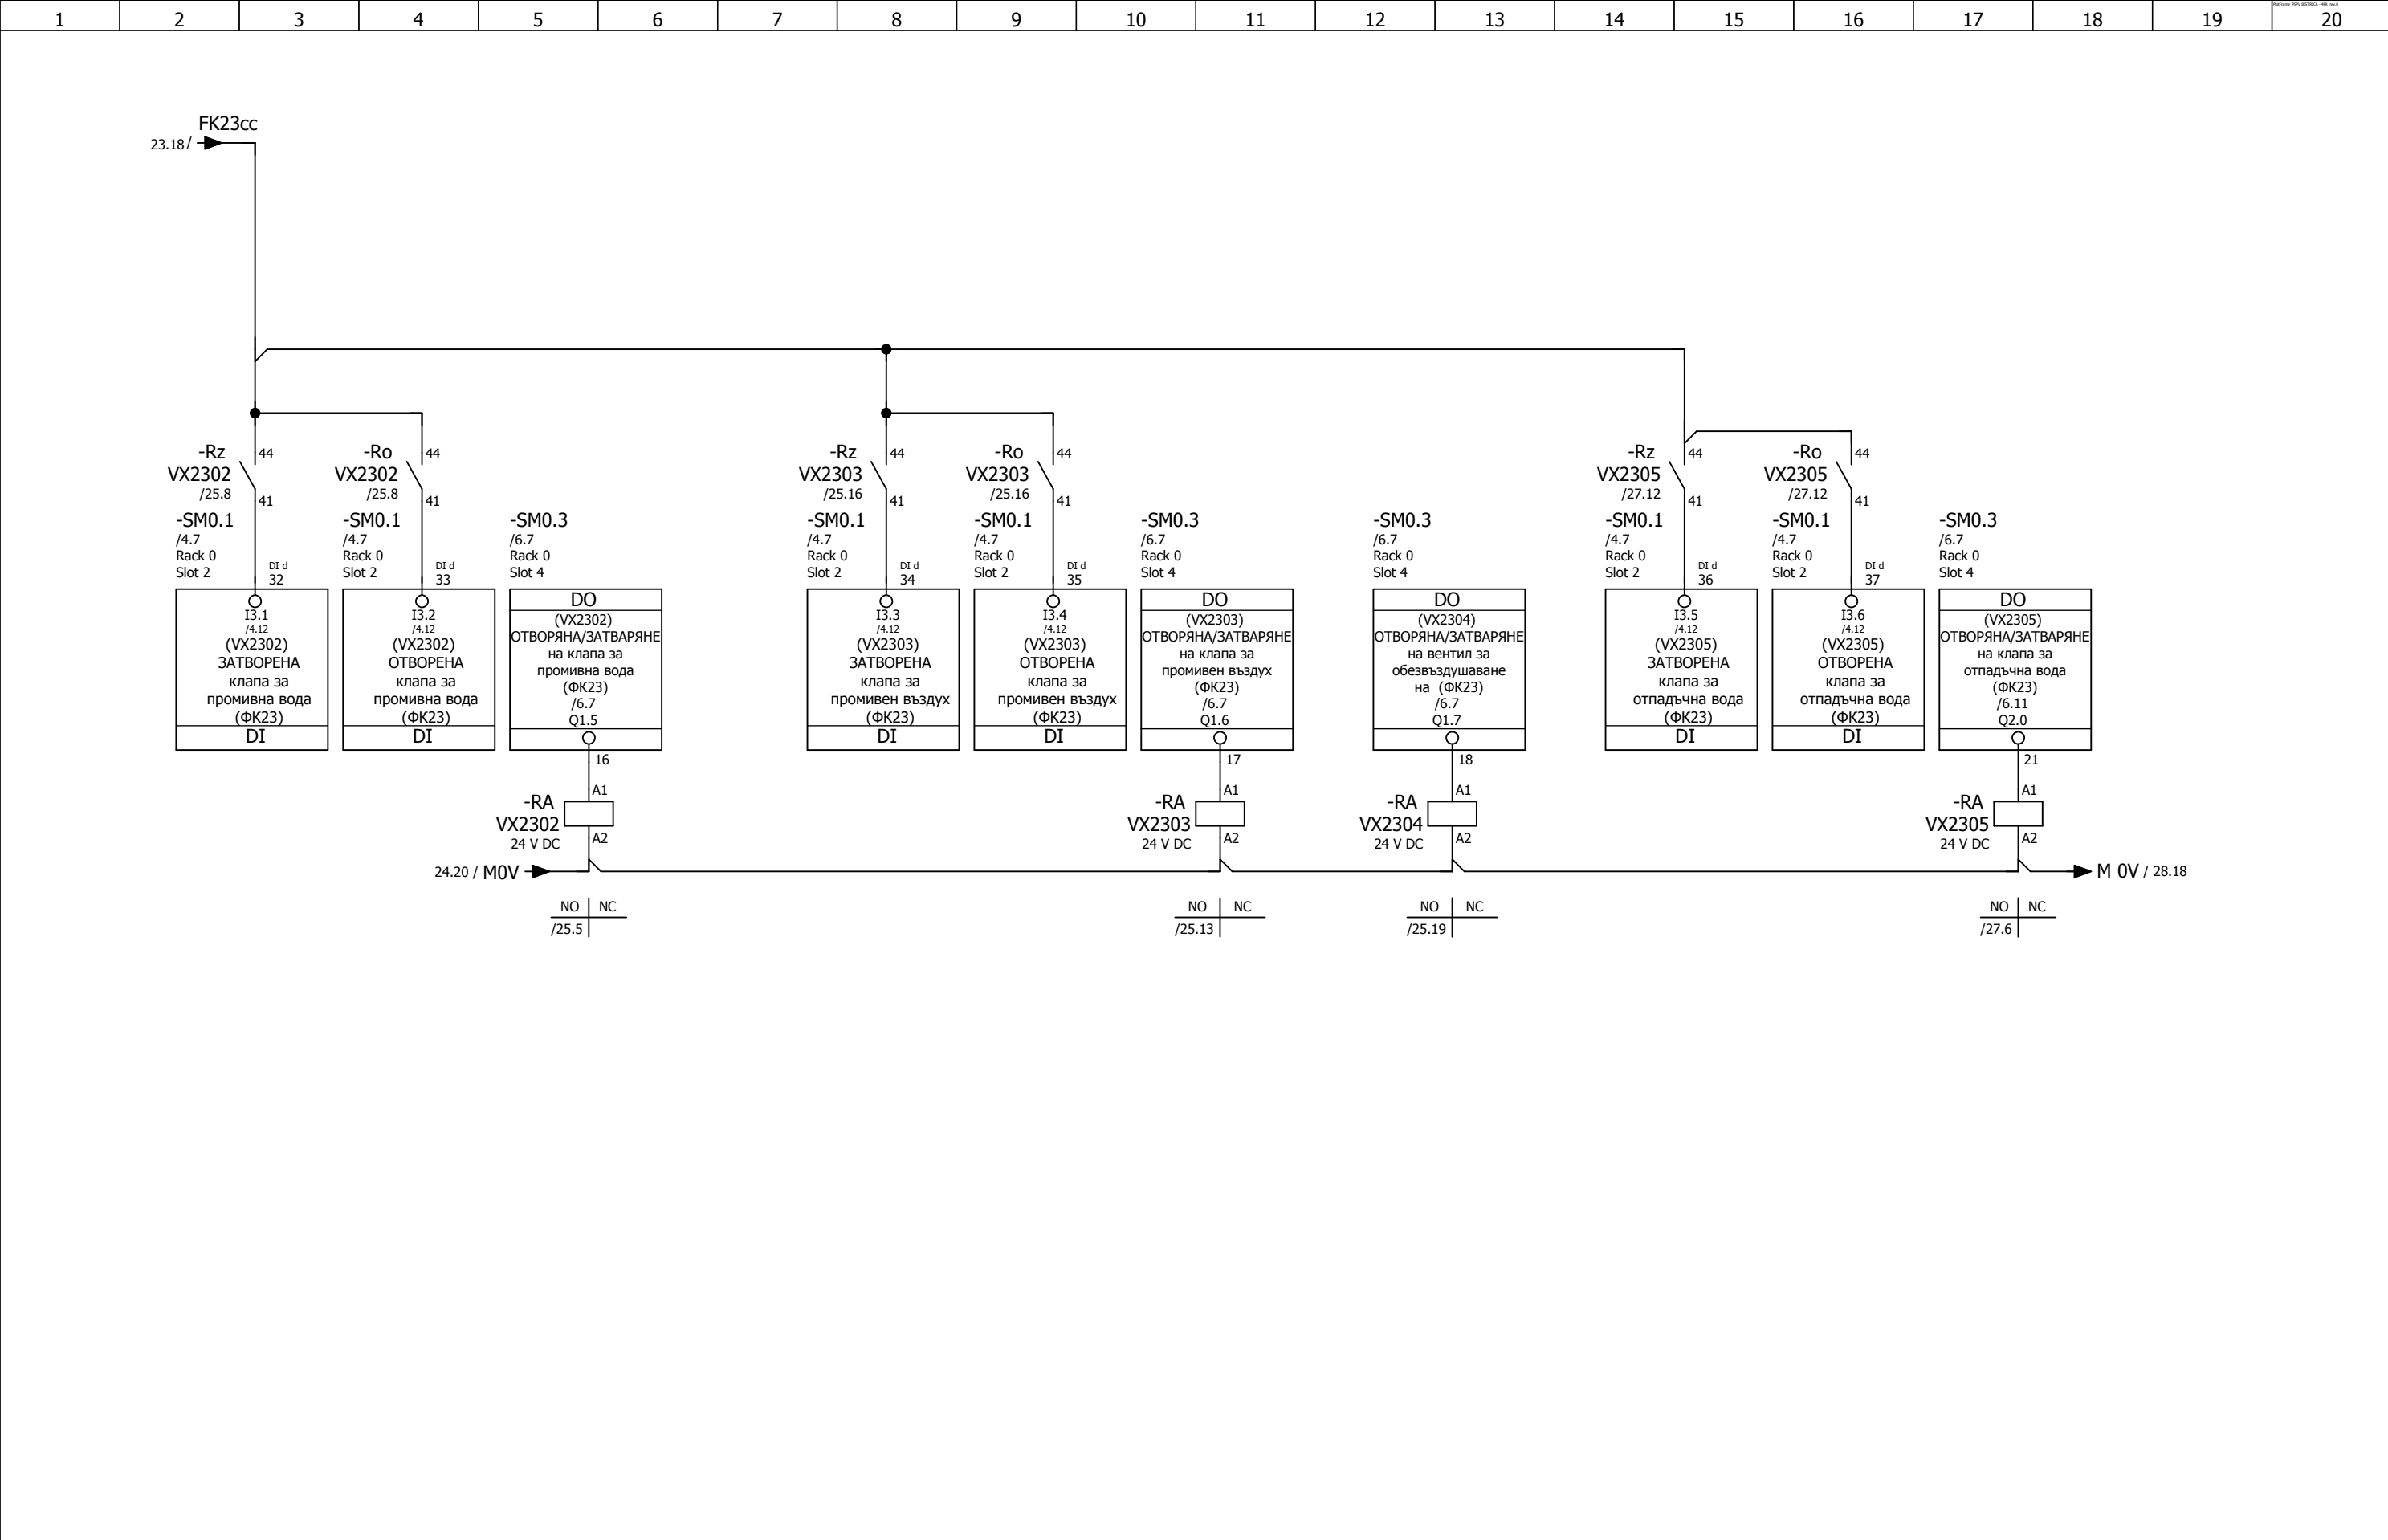 1 2 3 4 5 6 7 8 9 10 11 12 13 14 15 16 17 18 19 20
FK23cc
23.18 /
-Rz 44
VX2302
/25.8
41
-SM0.1
/4.7
Rack 0
Slot 2
DI d
32
I3.1
/4.12
(VX2302)
ЗАТВОРЕНА
клапа за
промивна вода
(ФК23)
DI
-Ro 44
VX2302
/25.8
41
-SM0.1
/4.7
Rack 0
Slot 2
DI d
33
I3.2
/4.12
(VX2302)
ОТВОРЕНА
клапа за
промивна вода
(ФК23)
DI
-SM0.3
/6.7
Rack 0
Slot 4
DO
(VX2302)
ОТВОРЯНА/ЗАТВАРЯНЕ
на клапа за
промивна вода
(ФК23)
/6.7
Q1.5
16
A1
-RA
VX2302
24 V DC
A2
24.20 / M0V
NO NC
/25.5
-Rz 44
VX2303
/25.16
41
-SM0.1
/4.7
Rack 0
Slot 2
DI d
34
I3.3
/4.12
(VX2303)
ЗАТВОРЕНА
клапа за
промивен въздух
(ФК23)
DI
-Ro 44
VX2303
/25.16
41
-SM0.1
/4.7
Rack 0
Slot 2
DI d
35
I3.4
/4.12
(VX2303)
ОТВОРЕНА
клапа за
промивен въздух
(ФК23)
DI
-SM0.3
/6.7
Rack 0
Slot 4
DO
(VX2303)
ОТВОРЯНА/ЗАТВАРЯНЕ
на клапа за
промивен въздух
(ФК23)
/6.7
Q1.6
17
A1
-RA
VX2303
24 V DC
A2
NO NC
/25.13
-SM0.3
/6.7
Rack 0
Slot 4
DO
(VX2304)
ОТВОРЯНА/ЗАТВАРЯНЕ
на вентил за
обезвъздушаване
на (ФК23)
/6.7
Q1.7
18
A1
-RA
VX2304
24 V DC
A2
NO NC
/25.19
-Rz 44
VX2305
/27.12
41
-SM0.1
/4.7
Rack 0
Slot 2
DI d
36
I3.5
/4.12
(VX2305)
ЗАТВОРЕНА
клапа за
отпадъчна вода
(ФК23)
DI
-Ro 44
VX2305
/27.12
41
-SM0.1
/4.7
Rack 0
Slot 2
DI d
37
I3.6
/4.12
(VX2305)
ОТВОРЕНА
клапа за
отпадъчна вода
(ФК23)
DI
-SM0.3
/6.7
Rack 0
Slot 4
DO
(VX2305)
ОТВОРЯНА/ЗАТВАРЯНЕ
на клапа за
отпадъчна вода
(ФК23)
/6.11
Q2.0
21
A1
-RA
VX2305
24 V DC
A2
M 0V / 28.18
NO NC
/27.6